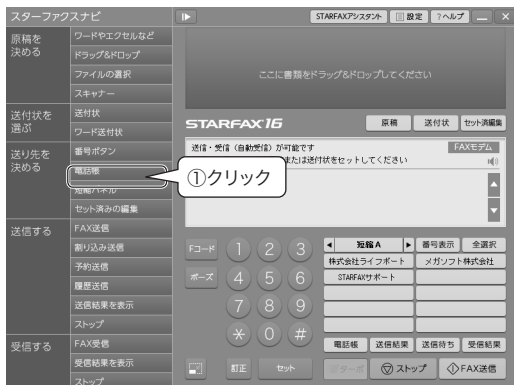 スターファクスナビ
STARFAXアシスタント
設定
?ヘルプ
原稿を決める
ワードやエクセルなど
ドラッグ&ドロップ
ファイルの選択
スキャナー
送付状を選ぶ
送付状
ワード送付状
送り先を決める
番号ボタン
電話帳
短縮パネル
セット済みの編集
送信する
FAX送信
割り込み送信
予約送信
履歴送信
送信結果を表示
ストップ
受信する
FAX受信
受信結果を表示
ストップ
①クリック
ここに書類をドラッグ&ドロップしてください
STARFAX'16
原稿
送付状
セット済編集
送信・受信(自動受信)が可能です
FAXモデム
または送付状をセットしてください
Fコード
1 2 3
ポーズ
4 5 6
7 8 9
* 0 #
訂正
セット
短縮A
番号表示
全選択
株式会社ライフボート
メガソフト株式会社
STARFAXサポート
電話帳
送信結果
送信待ち
受信結果
ターボ
ストップ
FAX送信